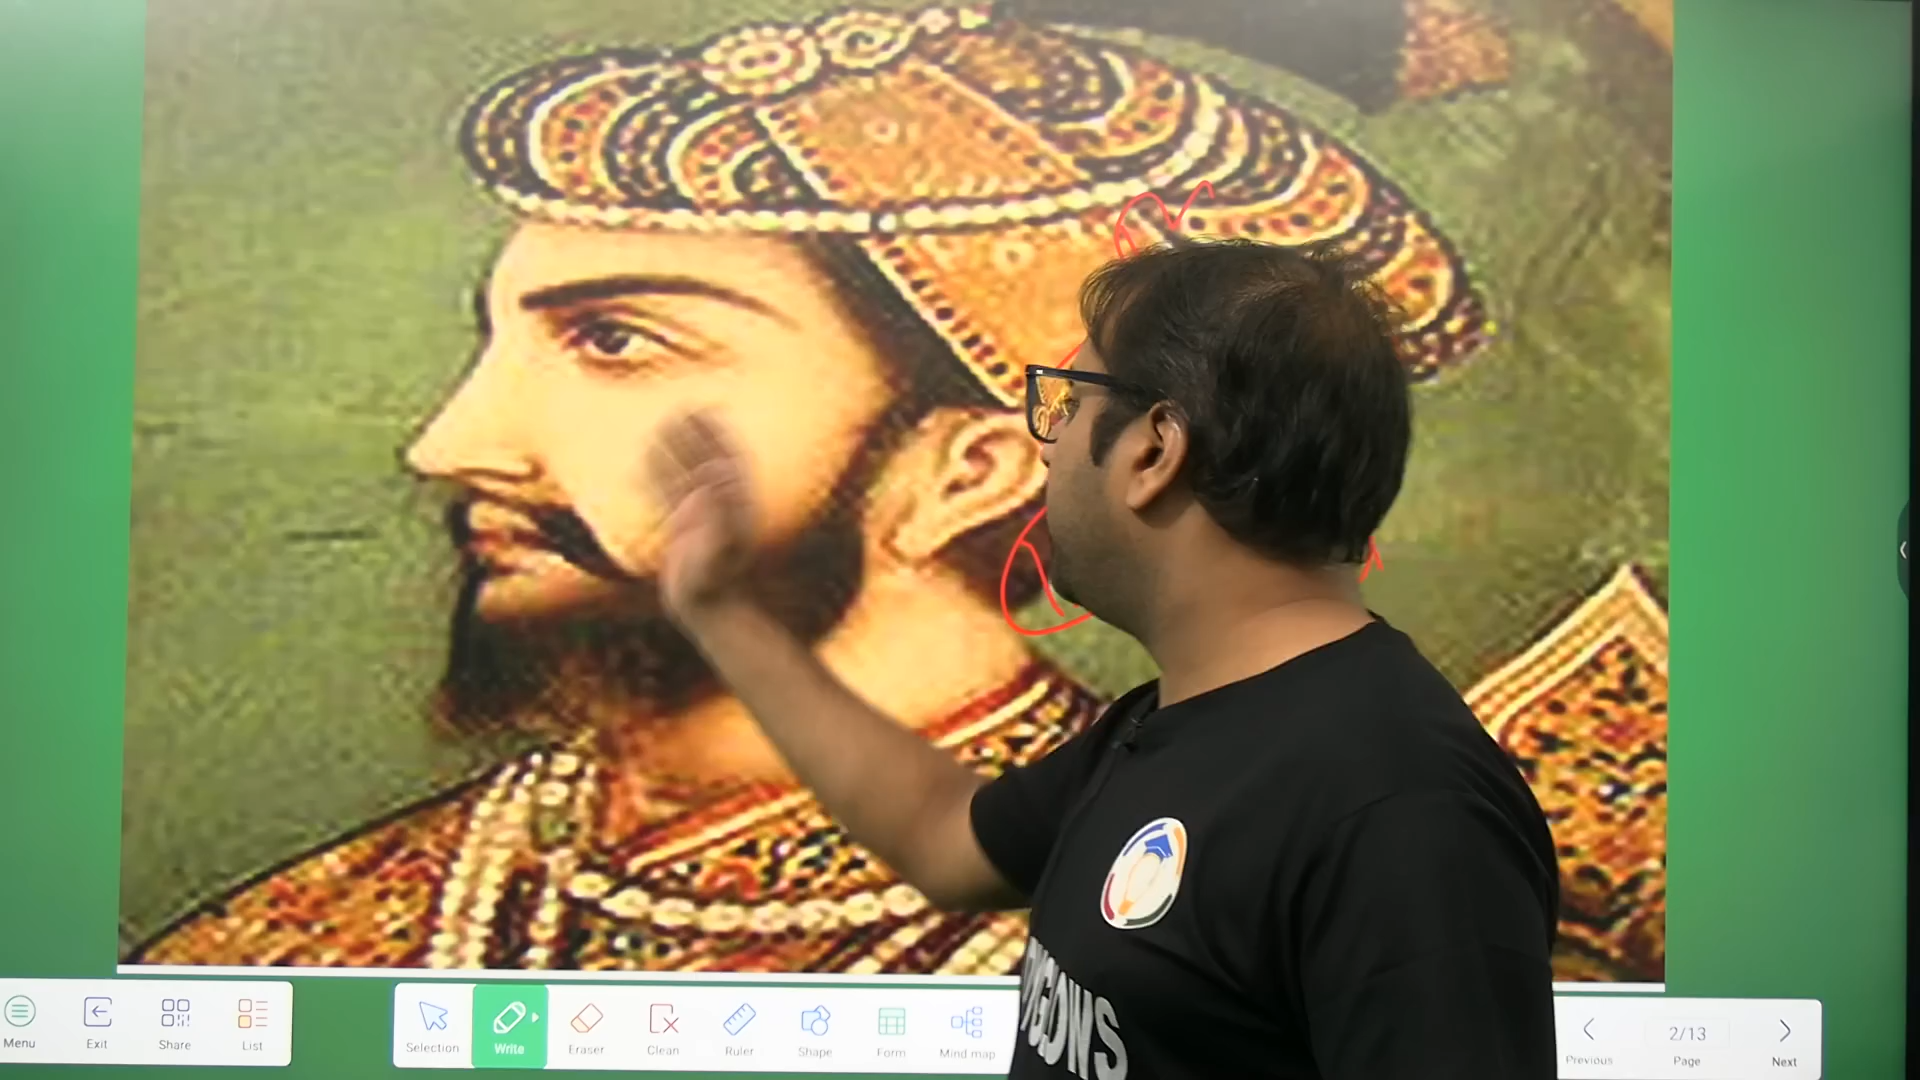 Menu
Exit
Share
List
Selection
Write
Eraser
Clean
Ruler
Shape
Form
Mind map
Previous
2/13
Page
Next